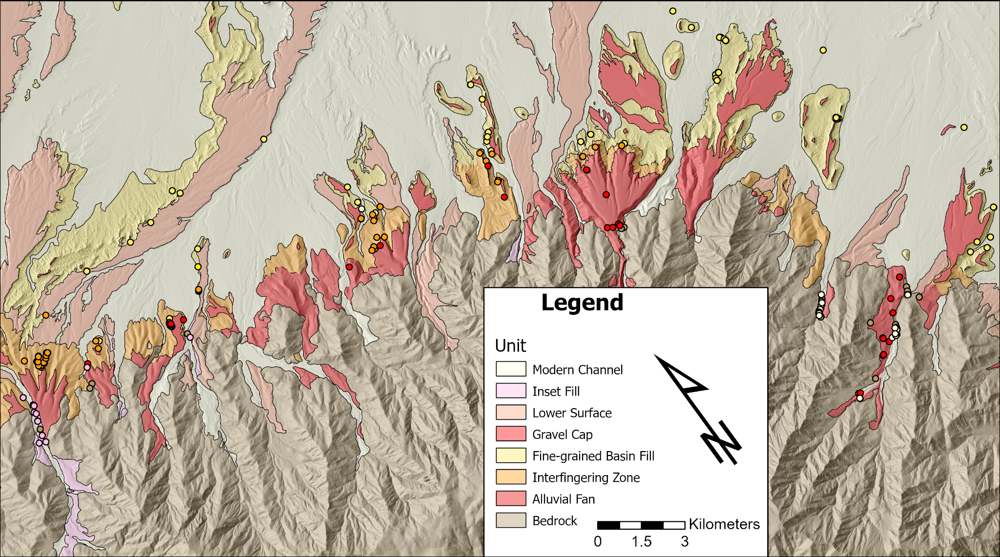 Legend
Unit
Modern Channel
Inset Fill
Lower Surface
Gravel Cap
Fine-grained Basin Fill
Interfingering Zone
Alluvial Fan
Bedrock
N
Kilometers
0 1.5 3